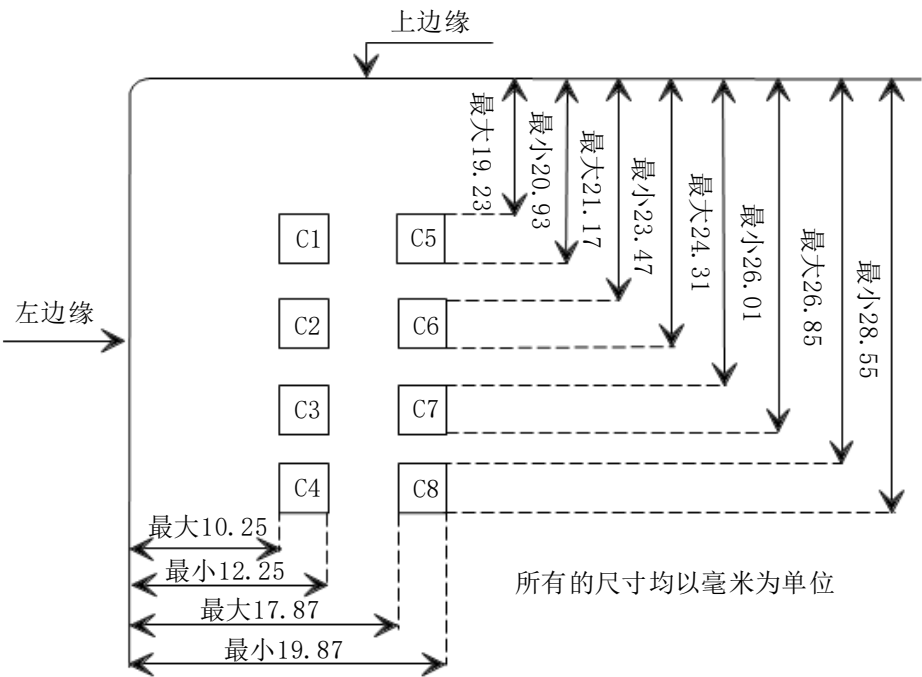 上边缘
最大19.23
最小20.93
最大21.17
最小23.47
最大24.31
最小26.01
最大26.85
最小28.55
C1
C5
左边缘
C2
C6
C3
C7
C4
C8
最大10.25
最小12.25
最大17.87
最小19.87
所有的尺寸均以毫米为单位